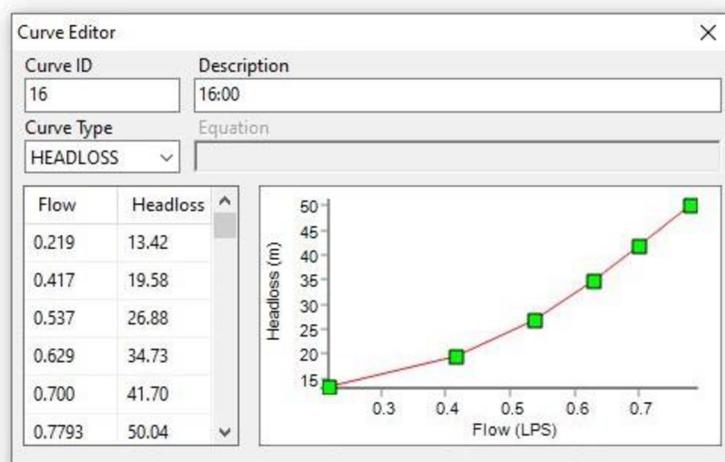 Curve Editor
Curve ID Description
16 16:00
Curve Type Equation
HEADLOSS
Flow Headloss
0.219 13.42
0.417 19.58
0.537 26.88
0.629 34.73
0.700 41.70
0.7793 50.04
Headloss (m)
50
45
40
35
30
25
20
15
0.3 0.4 0.5 0.6 0.7
Flow (LPS)